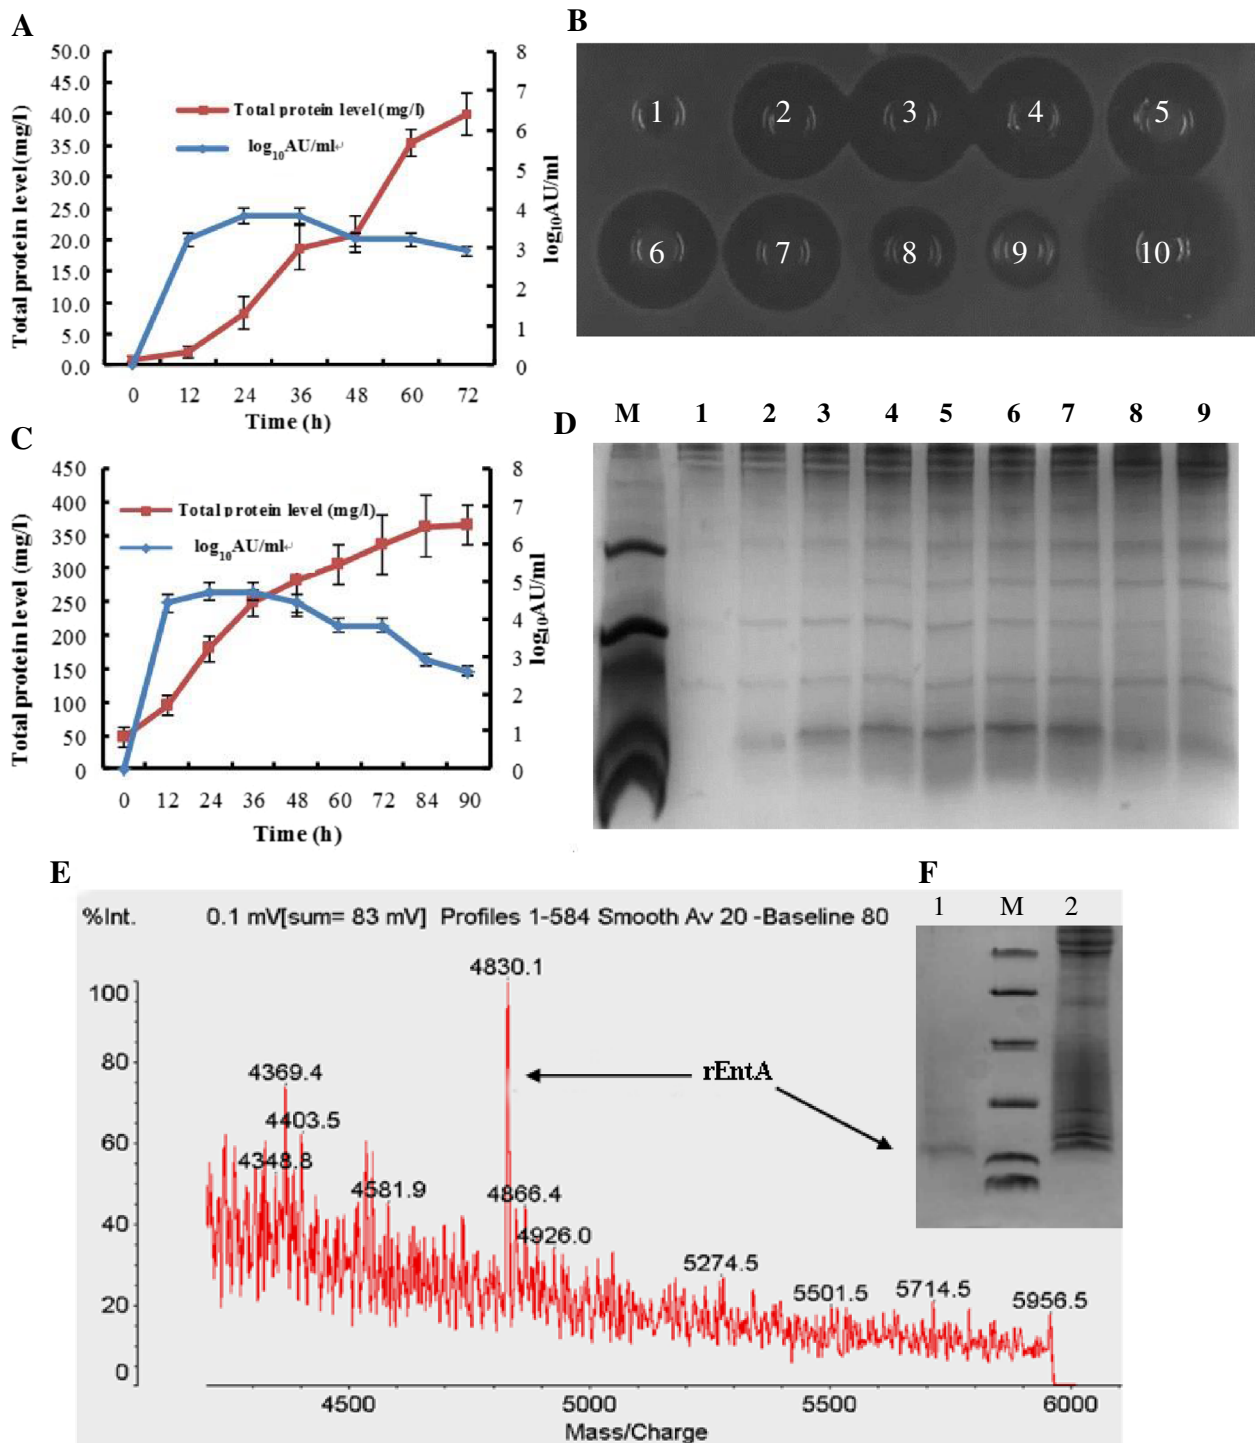 A
50.0
45.0
40.0
35.0
30.0
25.0
20.0
15.0
10.0
5.0
0.0
Total protein level(mg/l)
Total protein level (mg/l)
log10AU/ml↵
8
7
6
5
4
3
2
1
0
log10AU/ml
0 12 24 36 48 60 72
Time (h)
B
1 2 3 4 5
6 7 8 9 10
C
450
400
350
300
250
200
150
100
50
0
Total protein level (mg/l)
Total protein level (mg/l)
log10AU/ml↵
8
7
6
5
4
3
2
1
0
log10AU/ml
0 12 24 36 48 60 72 84 90
Time (h)
D
M 1 2 3 4 5 6 7 8 9
E
%Int. 0.1 mV[sum= 83 mV] Profiles 1-584 Smooth Av 20 -Baseline 80
100
80
60
40
20
0
4830.1
4369.4
4403.5
4348.8
4581.9
4866.4
4926.0
5274.5
5501.5
5714.5
5956.5
rEntA
4500 5000 5500 6000
Mass/Charge
F
1 M 2